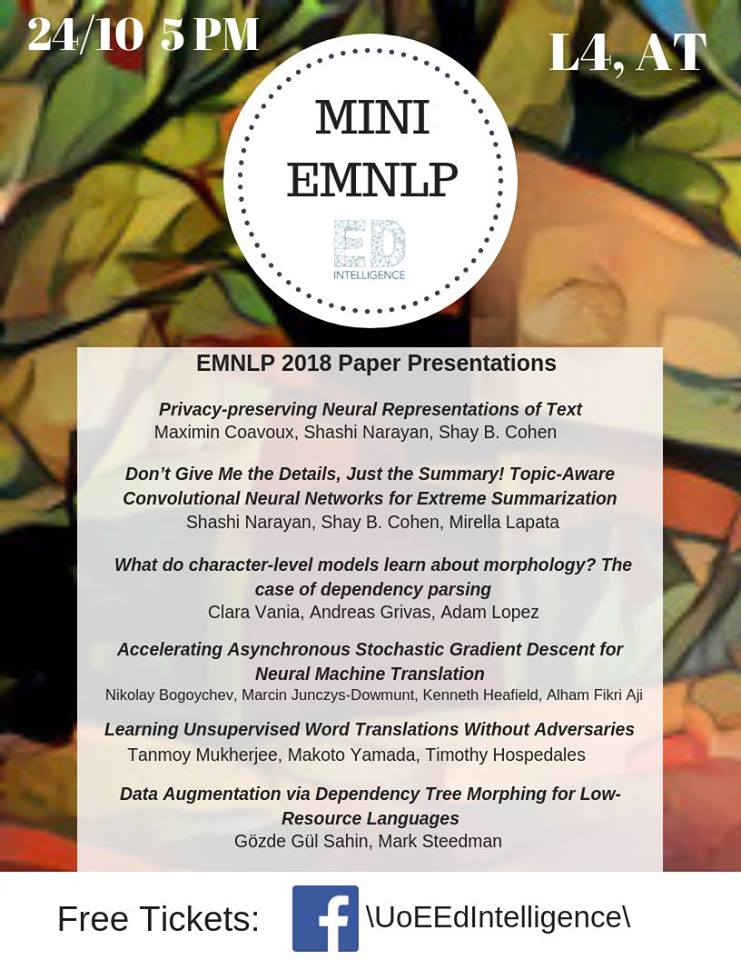 24/10 5 PM
L4, AT
MINI
EMNLP
ED
INTELLIGENCE
EMNLP 2018 Paper Presentations
Privacy-preserving Neural Representations of Text
Maximin Coavoux, Shashi Narayan, Shay B. Cohen
Don’t Give Me the Details, Just the Summary! Topic-Aware
Convolutional Neural Networks for Extreme Summarization
Shashi Narayan, Shay B. Cohen, Mirella Lapata
What do character-level models learn about morphology? The
case of dependency parsing
Clara Vania, Andreas Grivas, Adam Lopez
Accelerating Asynchronous Stochastic Gradient Descent for
Neural Machine Translation
Nikolay Bogoychev, Marcin Junczys-Dowmunt, Kenneth Heafield, Alham Fikri Aji
Learning Unsupervised Word Translations Without Adversaries
Tanmoy Mukherjee, Makoto Yamada, Timothy Hospedales
Data Augmentation via Dependency Tree Morphing for Low-
Resource Languages
Gözde Gül Sahin, Mark Steedman
Free Tickets: f \UoEEdIntelligence\